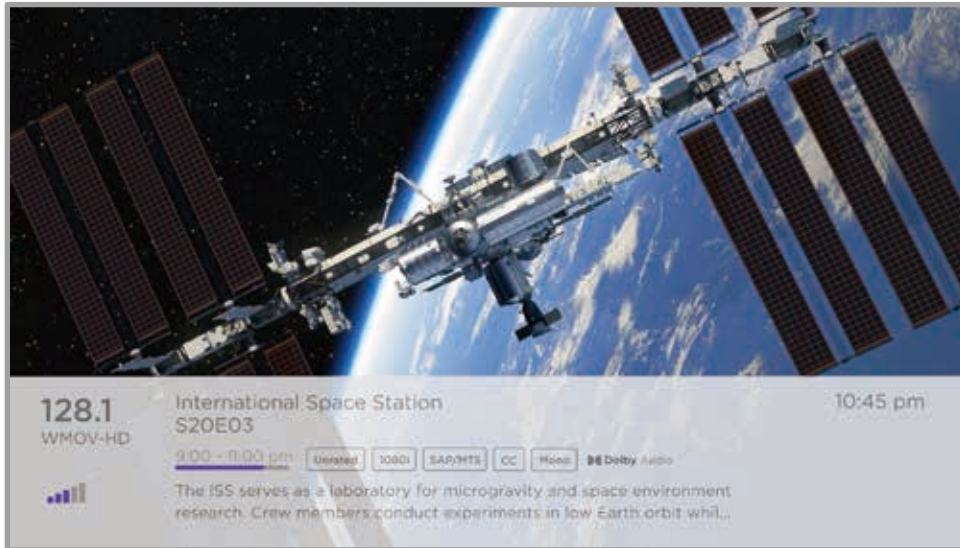 128.1
WMOV-HD
International Space Station
S20E03
10:45 pm
9:00 - 11:00 pm Unrated 1080i SAP/MTS CC Mono Dolby Audio
The ISS serves as a laboratory for microgravity and space environment
research. Crew members conduct experiments in low Earth orbit whil...